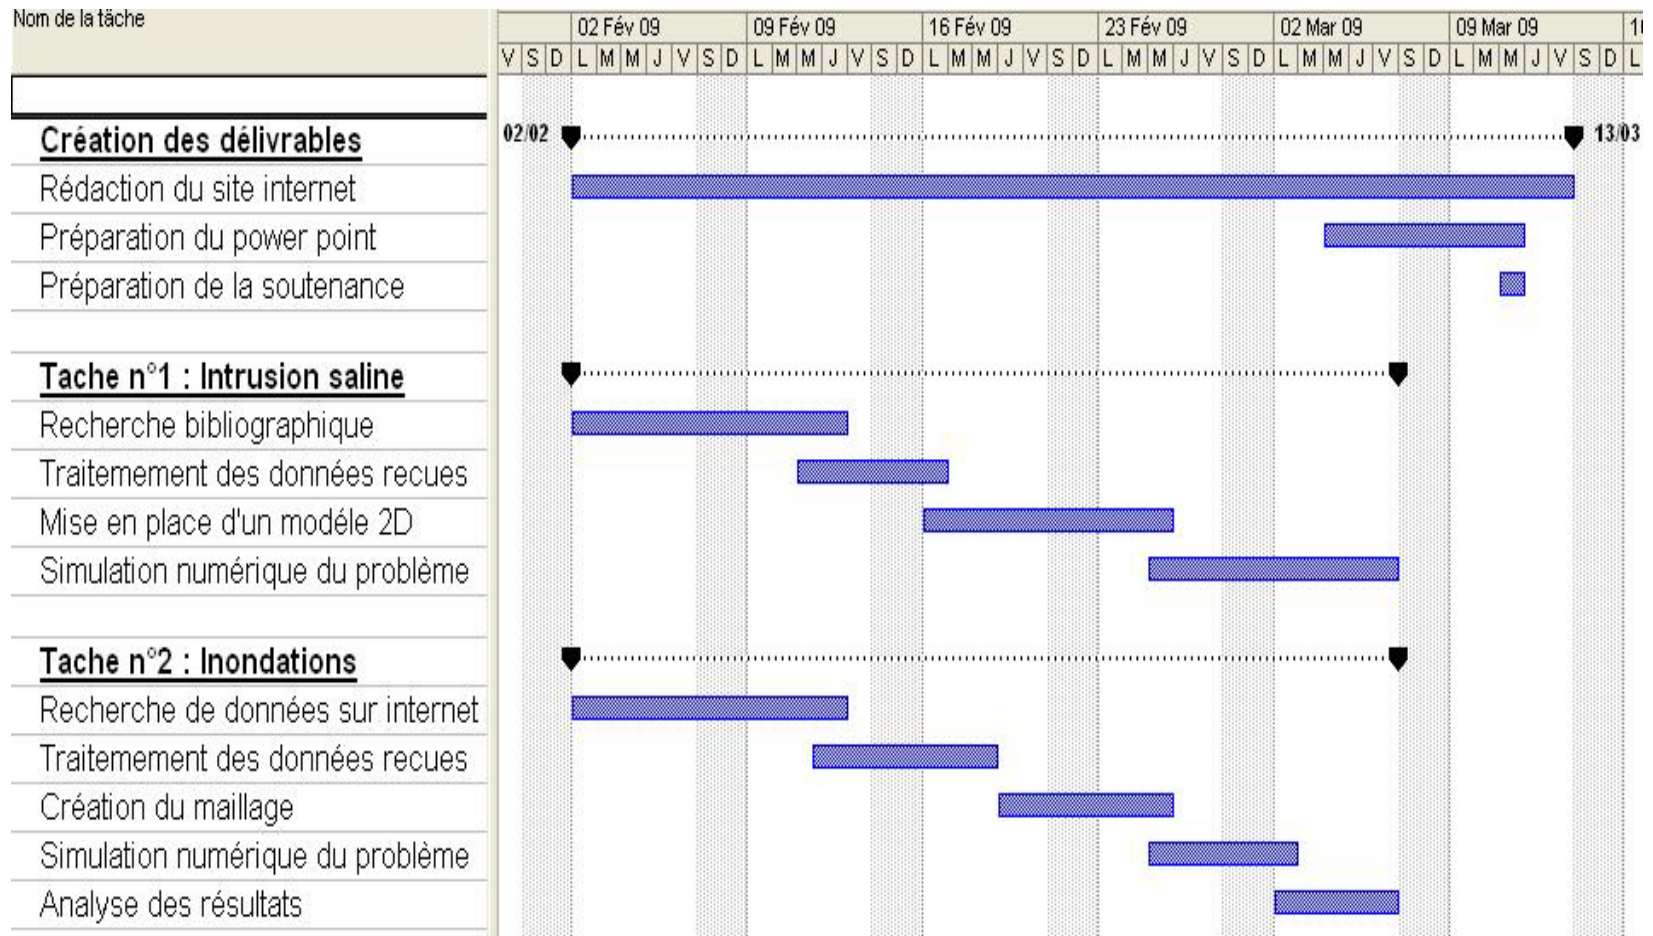 Nom de la tâche
02 Fév 09 09 Fév 09 16 Fév 09 23 Fév 09 02 Mar 09 09 Mar 09 1
V S D L M M J V S D L M M J V S D L M M J V S D L M M J V S D L M M J V S D L M M J V S D L
Création des délivrables 02/02 13/03
Rédaction du site internet
Préparation du power point
Préparation de la soutenance
Tache n°1 : Intrusion saline
Recherche bibliographique
Traitemement des données recues
Mise en place d'un modéle 2D
Simulation numérique du problème
Tache n°2 : Inondations
Recherche de données sur internet
Traitemement des données recues
Création du maillage
Simulation numérique du problème
Analyse des résultats